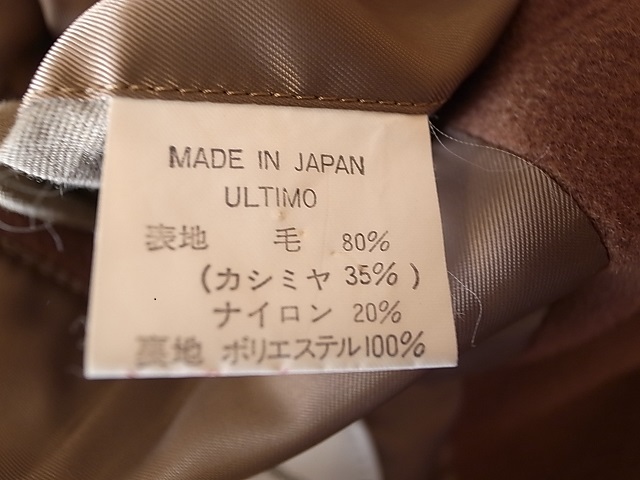 MADE IN JAPAN
ULTIMO
表地 毛 80%
(カシミヤ 35%)
ナイロン 20%
裏地 ポリエステル100%